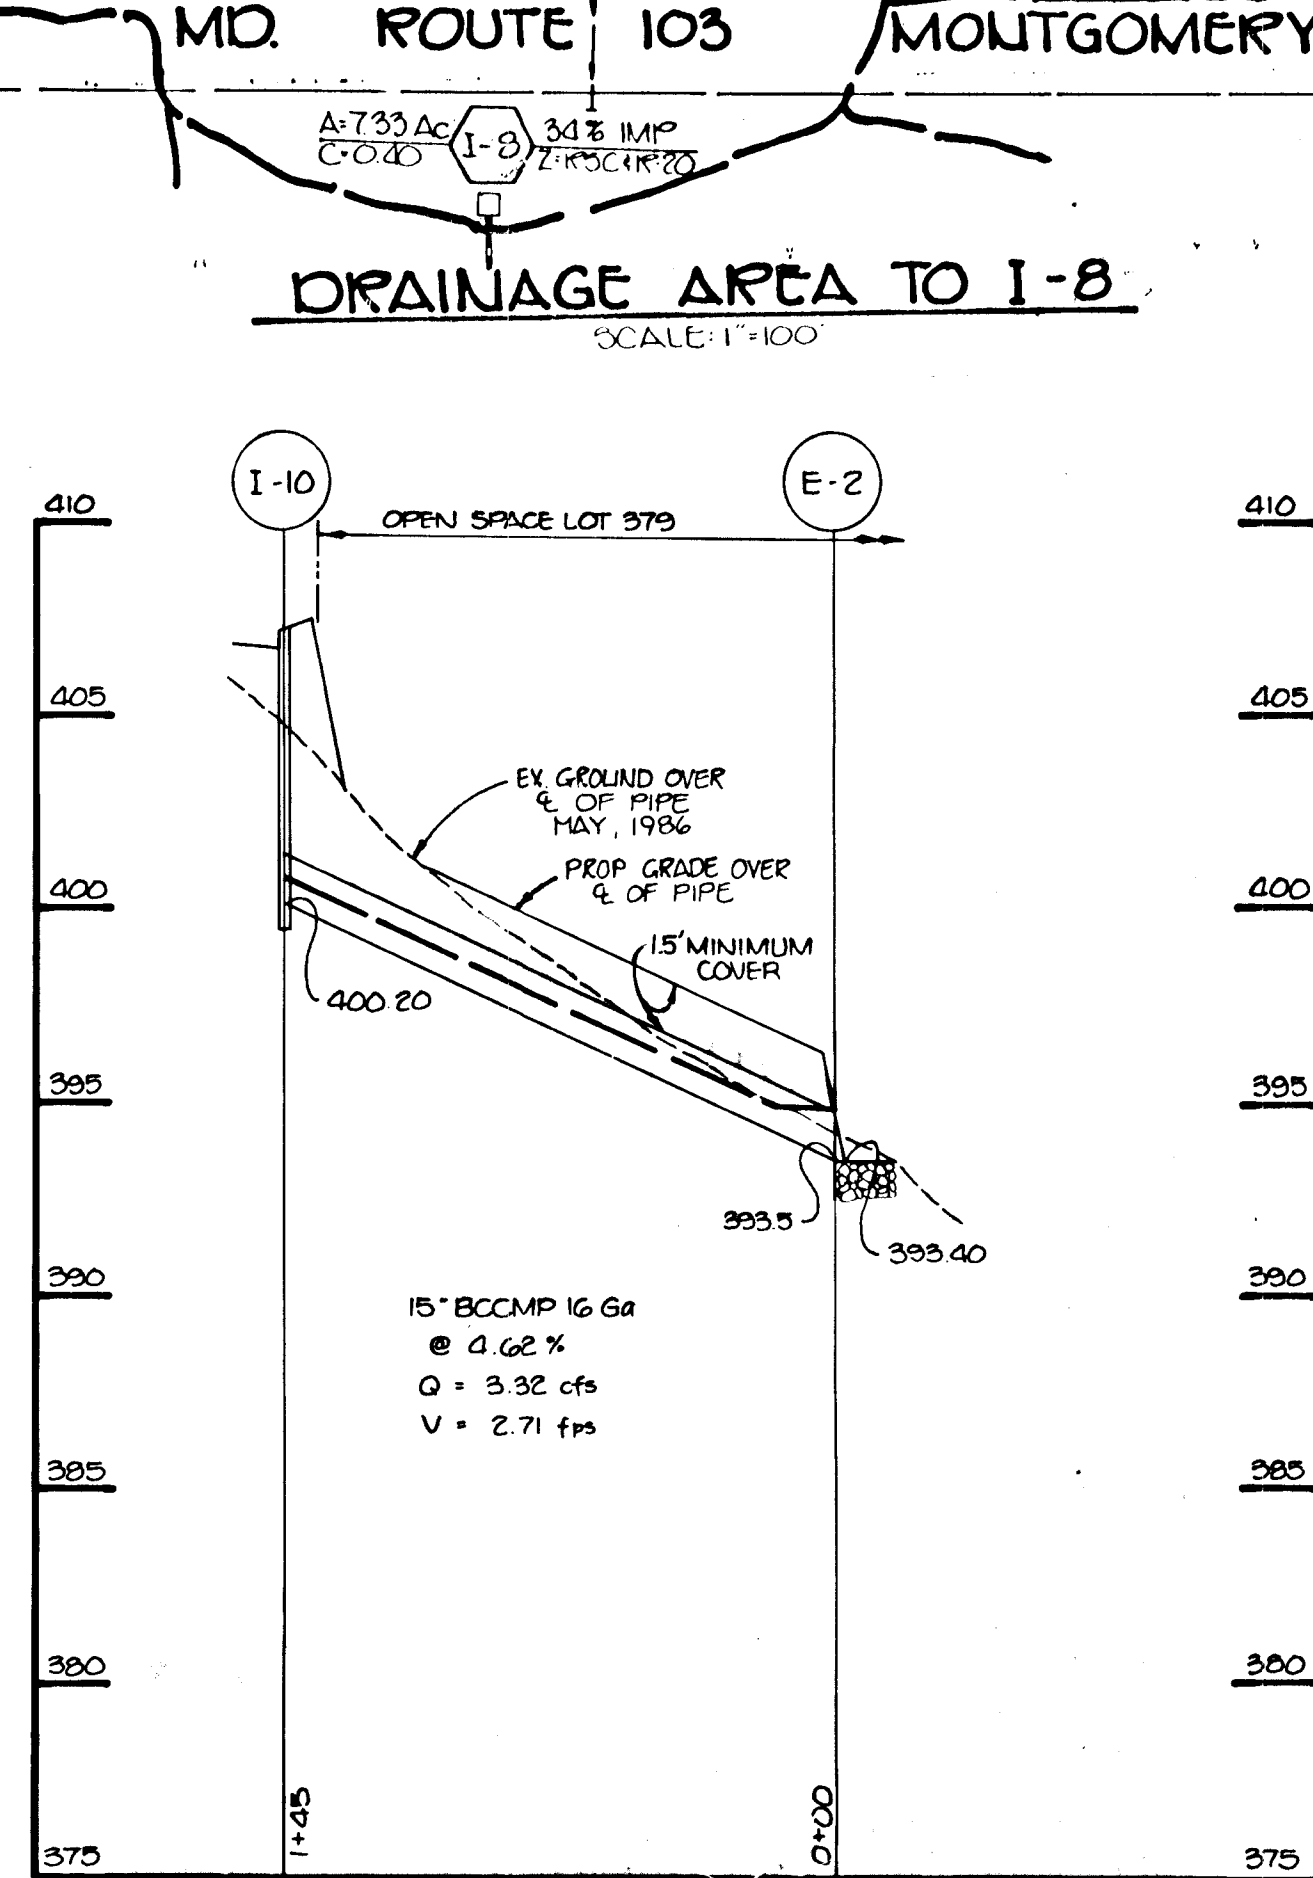 MD. ROUTE 103 MONTGOMERY
A=7.33 Ac I-8 34% IMP
C=0.40
DRAINAGE AREA TO I-8
SCALE: 1"=100'
I-10 E-2
410 OPEN SPACE LOT 379 410
405 405
EX. GROUND OVER
℄ OF PIPE
MAY, 1986
PROP GRADE OVER
℄ OF PIPE
400 400
1.5' MINIMUM
COVER
400.20
395 395
393.5
393.40
390 390
15" BCCMP 16 Ga
@ 4.62 %
Q = 3.32 cfs
V = 2.71 fps
385 385
380 380
1+45 0+00
375 375